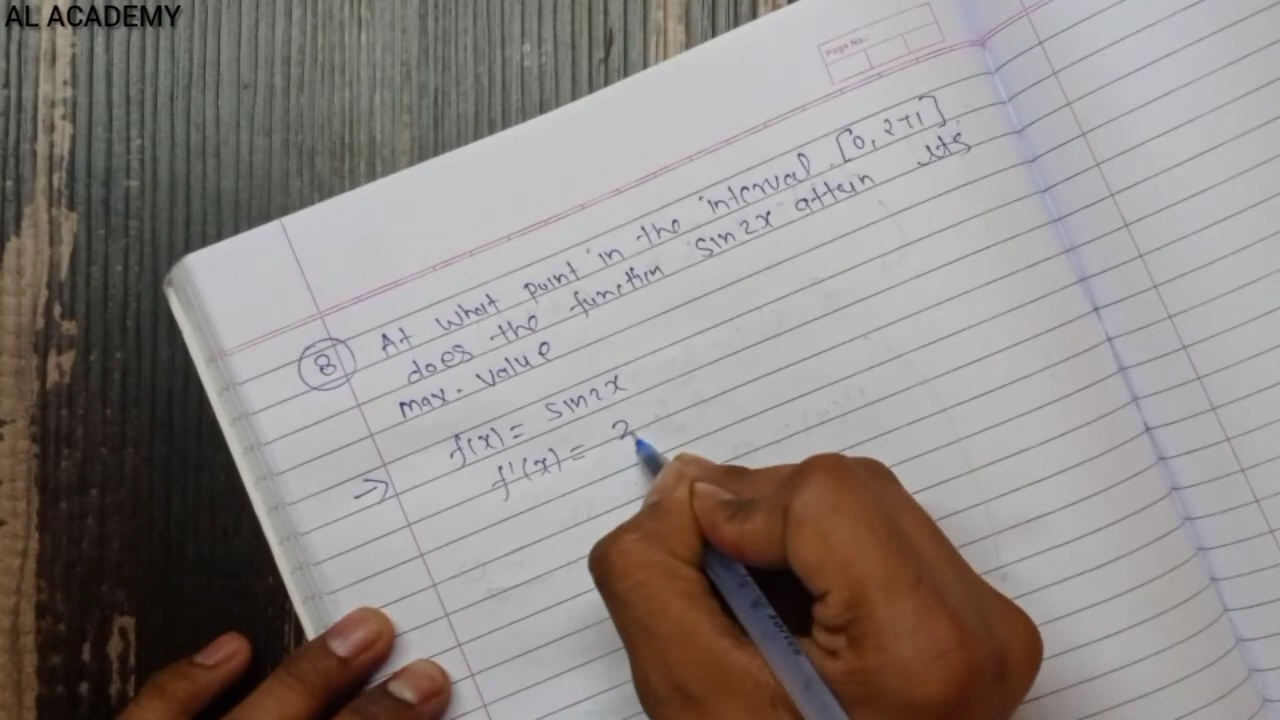 AL ACADEMY
Page No.:
8 At what point in the interval [0, 2π]
does the function sin2x attain its
max. value
→ f(x) = sin2x
f'(x) = 2